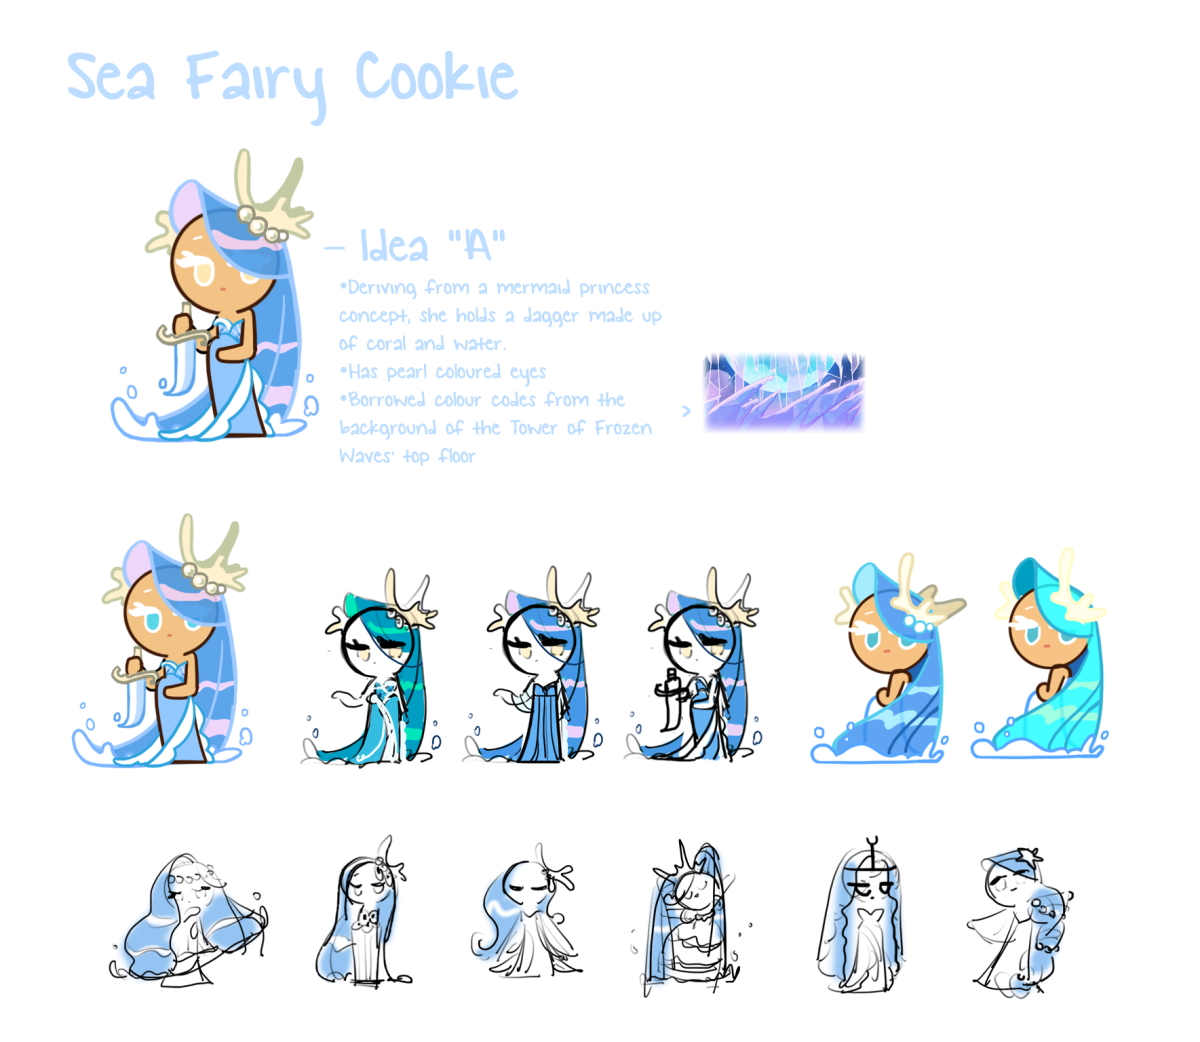 Sea Fairy Cookie
- Idea "A"
•Deriving from a mermaid princess
concept, she holds a dagger made up
of coral and water.
•Has pearl coloured eyes
•Borrowed colour codes from the
background of the Tower of Frozen
Waves' top floor
>